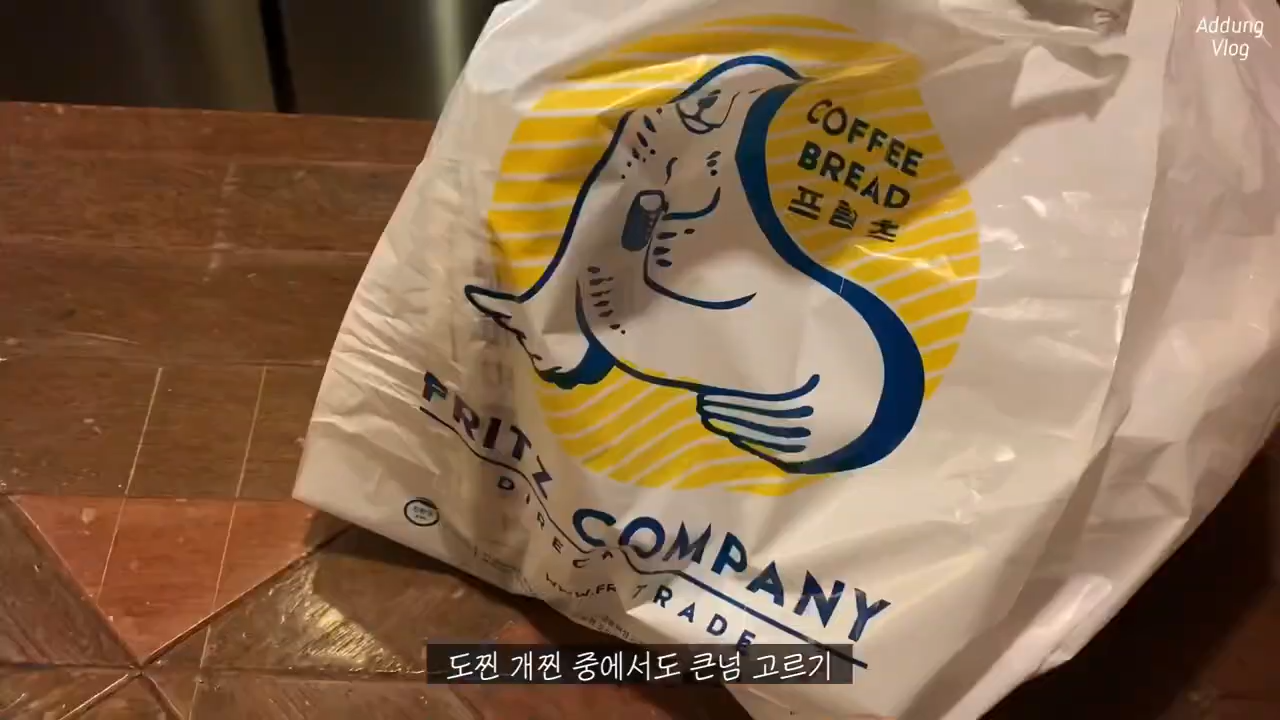 Addung
Vlog
COFFEE
BREAD
프릳츠
FRITZ COMPANY
DIRECT TRADE
도찐 개찐 중에서도 큰넘 고르기